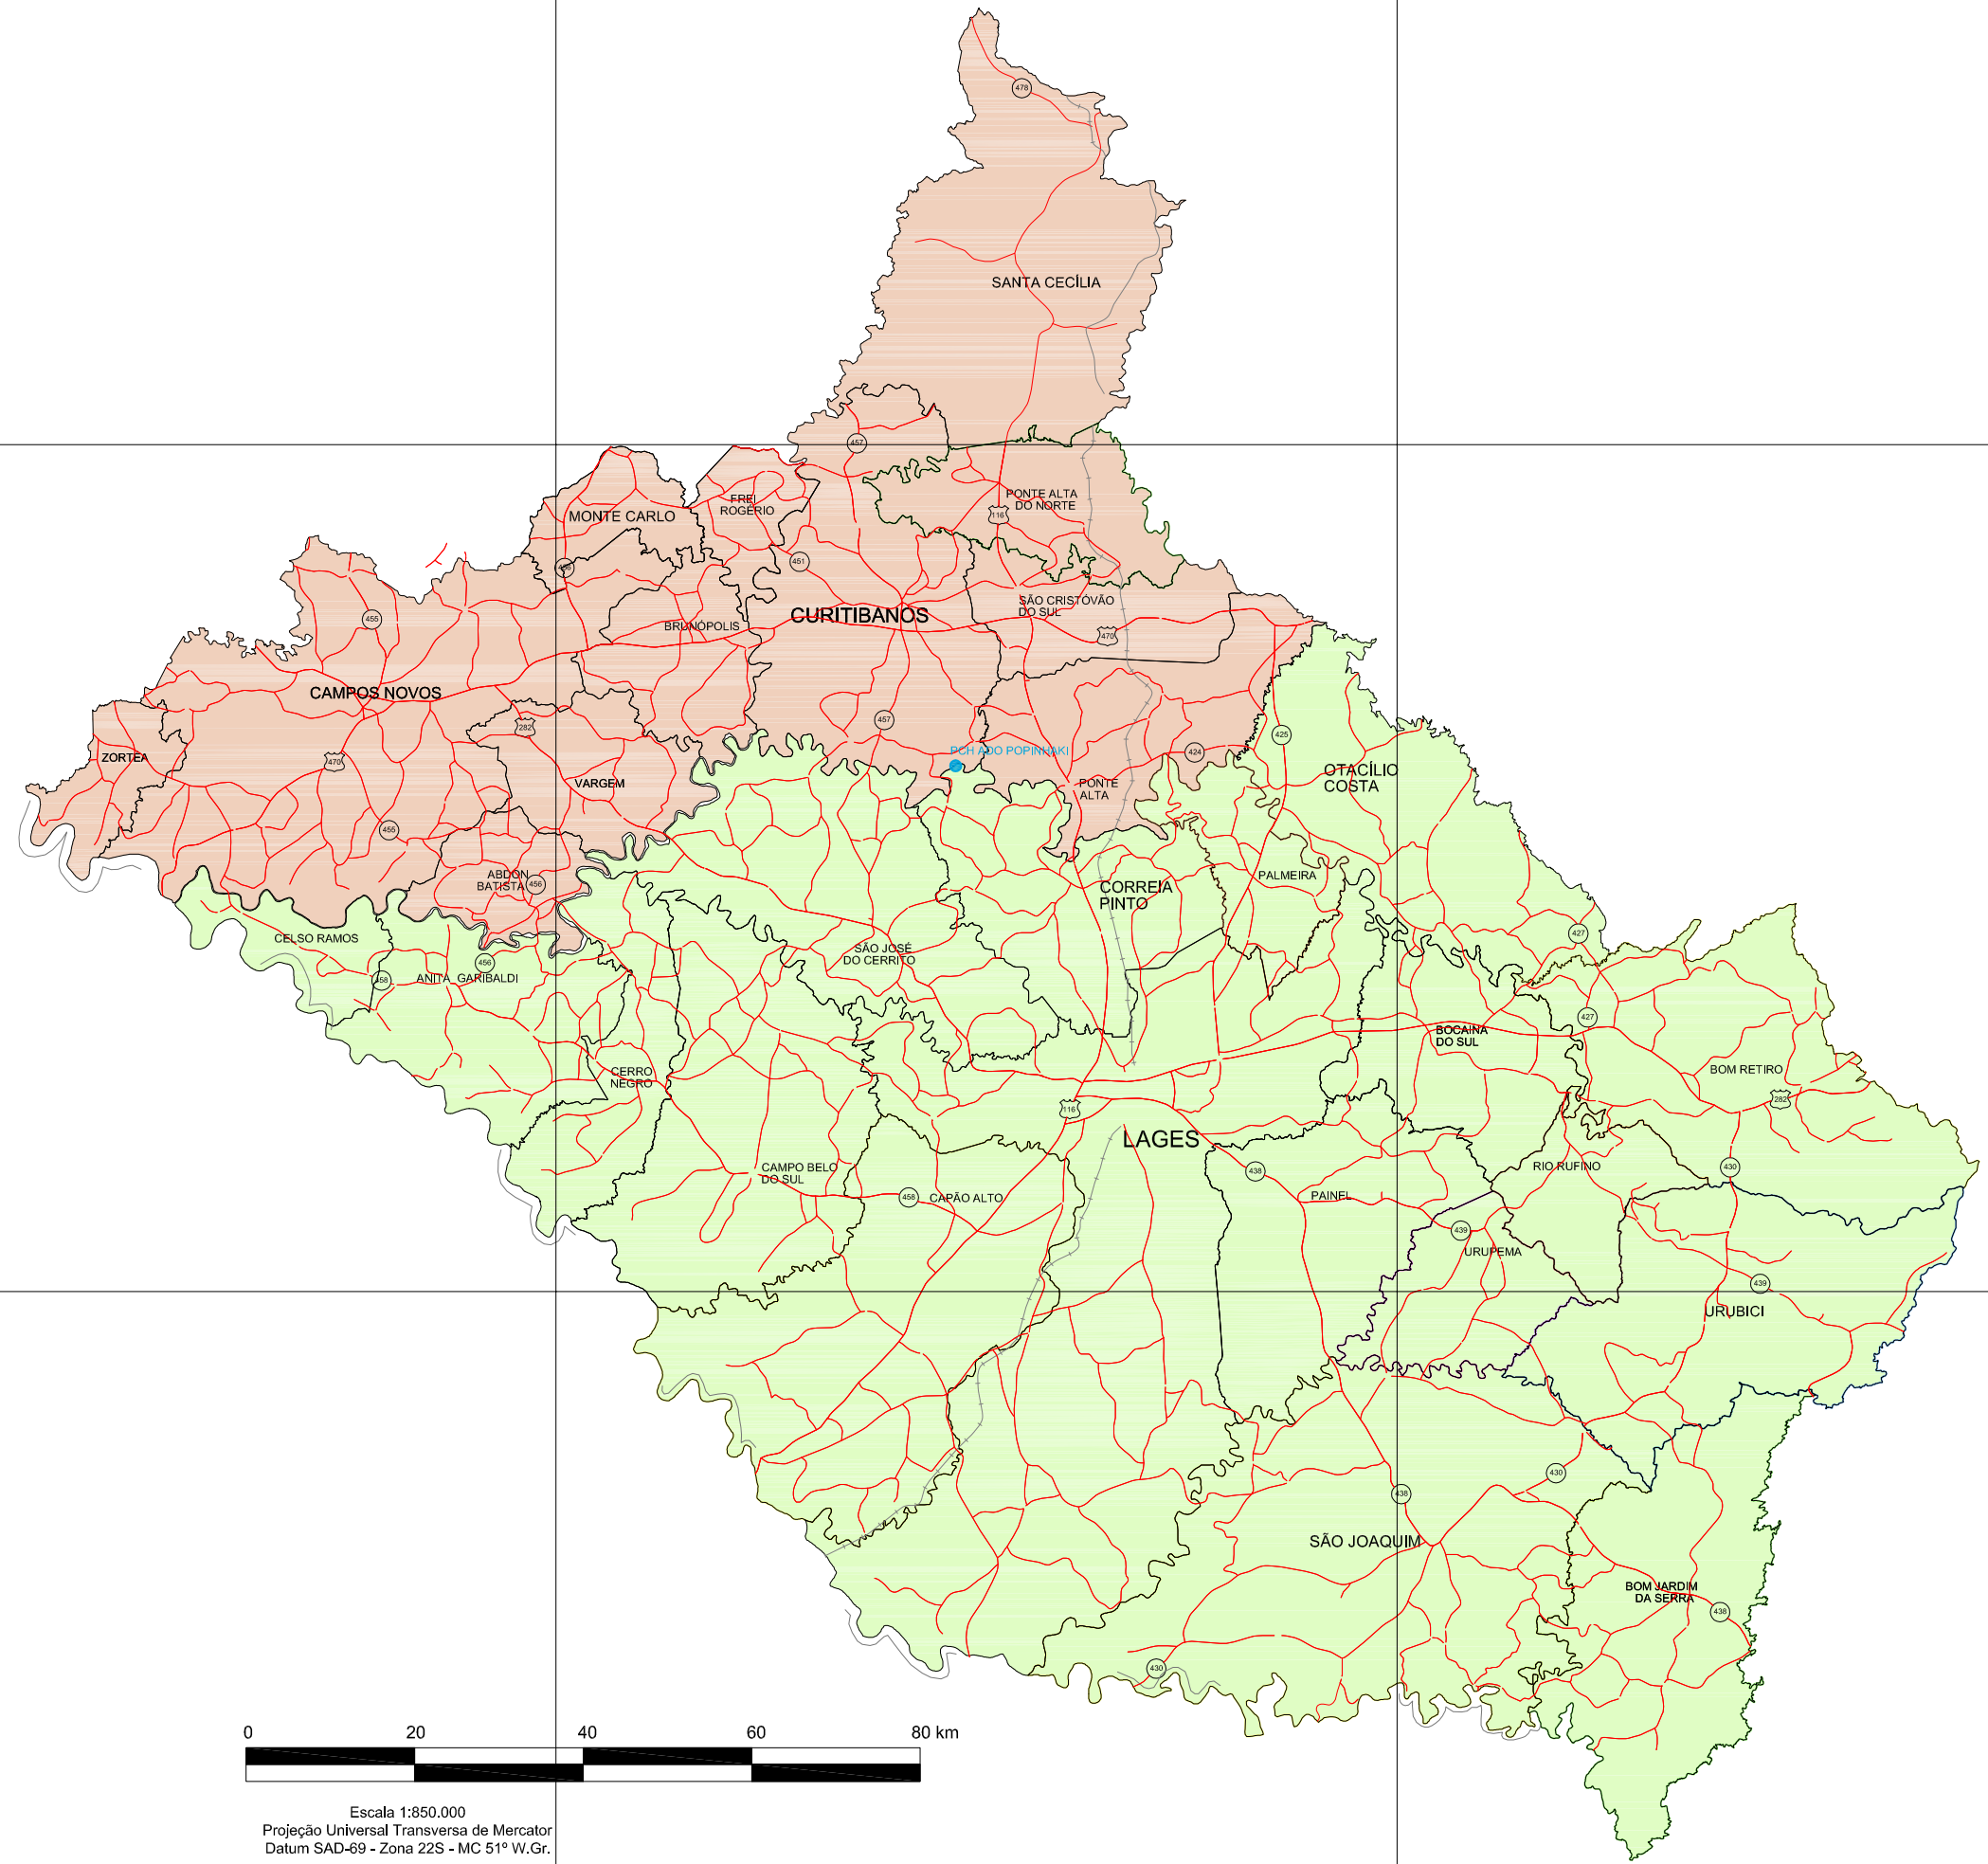 478
SANTA CECÍLIA
457
PONTE ALTA
DO NORTE
116
FREI
ROGÉRIO
MONTE CARLO
456
451
455
SÃO CRISTÓVÃO
DO SUL
CURITIBANOS
BRUNÓPOLIS
470
CAMPOS NOVOS
282
457
425
424
PCH ADO POPINHAKI
ZORTEA
470
VARGEM
PONTE
ALTA
OTACÍLIO
COSTA
455
ABDON
BATISTA
456
CORREIA
PINTO
PALMEIRA
CELSO RAMOS
427
SÃO JOSÉ
DO CERRITO
456
458
ANITA GARIBALDI
427
BOCAINA
DO SUL
CERRO
NEGRO
BOM RETIRO
282
116
LAGES
CAMPO BELO
DO SUL
438
RIO RUFINO
430
458
CAPÃO ALTO
PAINEL
439
URUPEMA
439
URUBICI
430
438
SÃO JOAQUIM
BOM JARDIM
DA SERRA
438
430
0 20 40 60 80 km
Escala 1:850.000
Projeção Universal Transversa de Mercator
Datum SAD-69 - Zona 22S - MC 51º W.Gr.